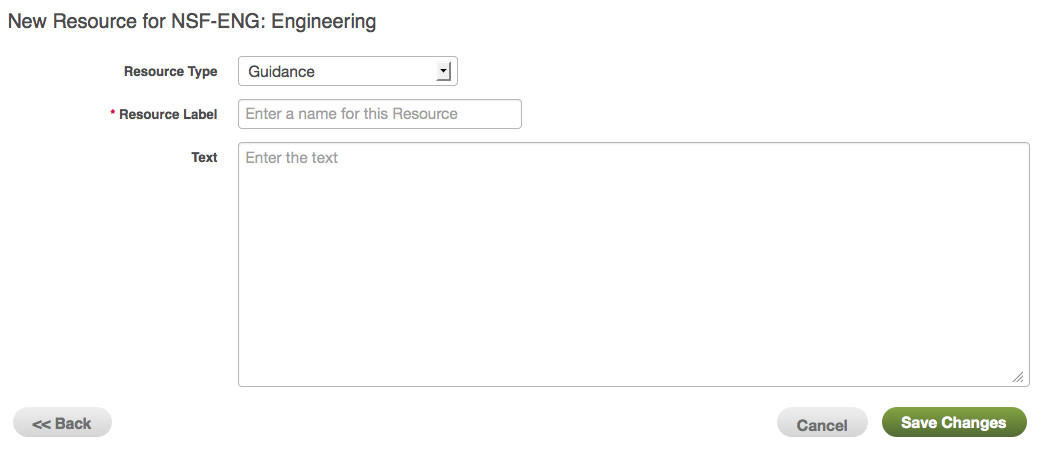 New Resource for NSF-ENG: Engineering
Resource Type Guidance
* Resource Label Enter a name for this Resource
Text Enter the text
<< Back Cancel Save Changes